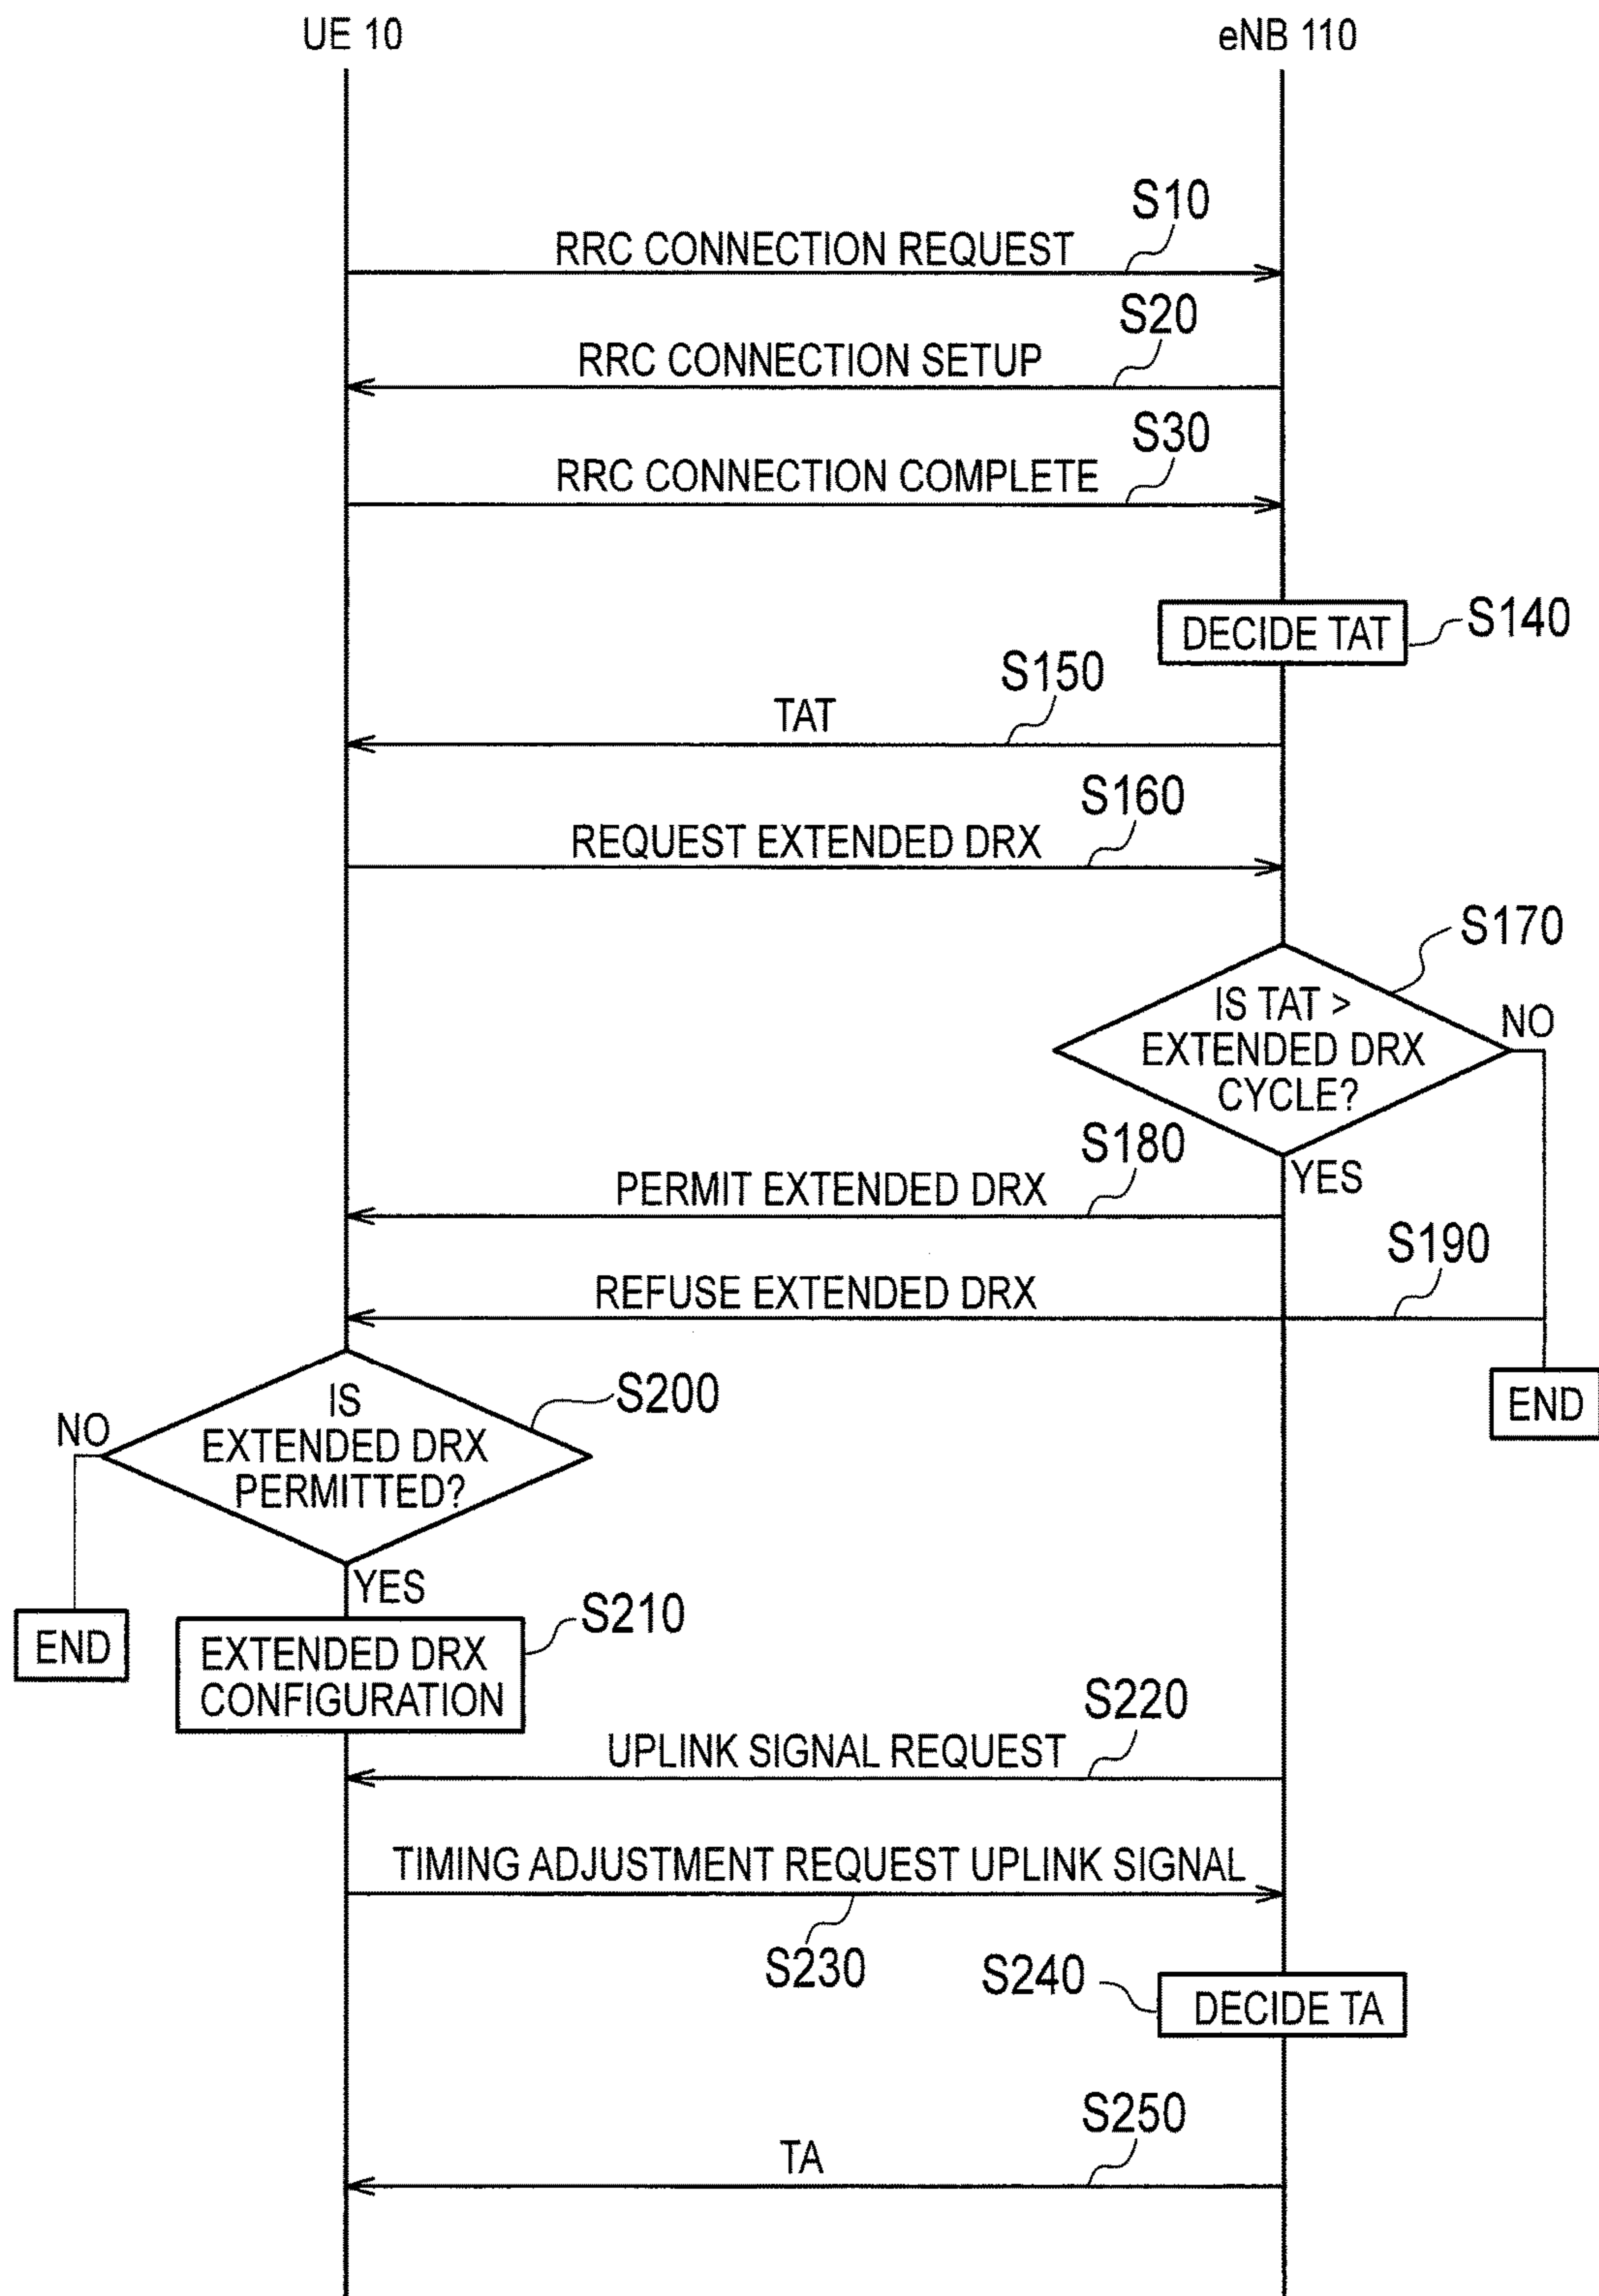 UE 10
eNB 110
S10
RRC CONNECTION REQUEST
S20
RRC CONNECTION SETUP
S30
RRC CONNECTION COMPLETE
DECIDE TAT
S140
S150
TAT
S160
REQUEST EXTENDED DRX
S170
IS TAT >
EXTENDED DRX
CYCLE?
NO
YES
S180
PERMIT EXTENDED DRX
S190
REFUSE EXTENDED DRX
END
S200
IS
EXTENDED DRX
PERMITTED?
NO
YES
END
S210
EXTENDED DRX
CONFIGURATION
S220
UPLINK SIGNAL REQUEST
TIMING ADJUSTMENT REQUEST UPLINK SIGNAL
S230
S240
DECIDE TA
S250
TA